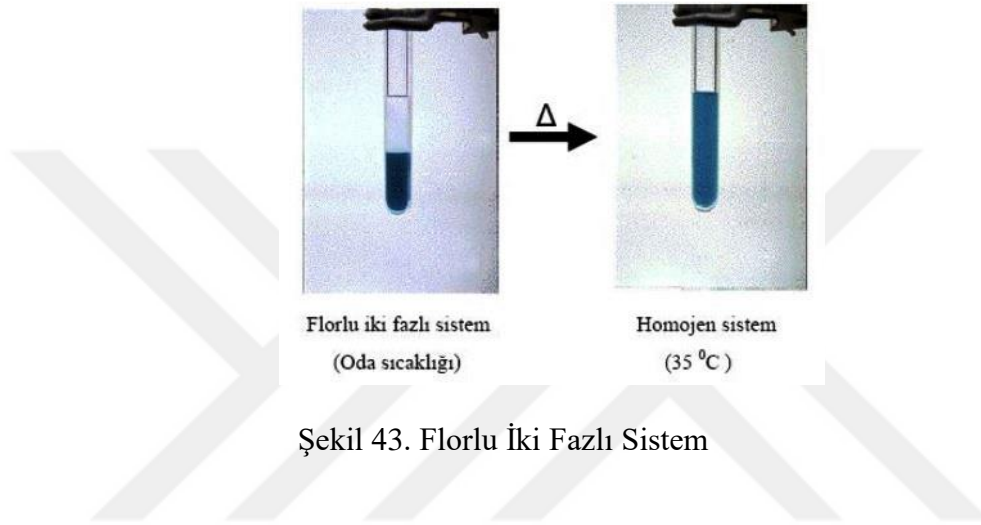 Δ
Florlu iki fazlı sistem
(Oda sıcaklığı)
Homojen sistem
(35 ⁰C )
Şekil 43. Florlu İki Fazlı Sistem